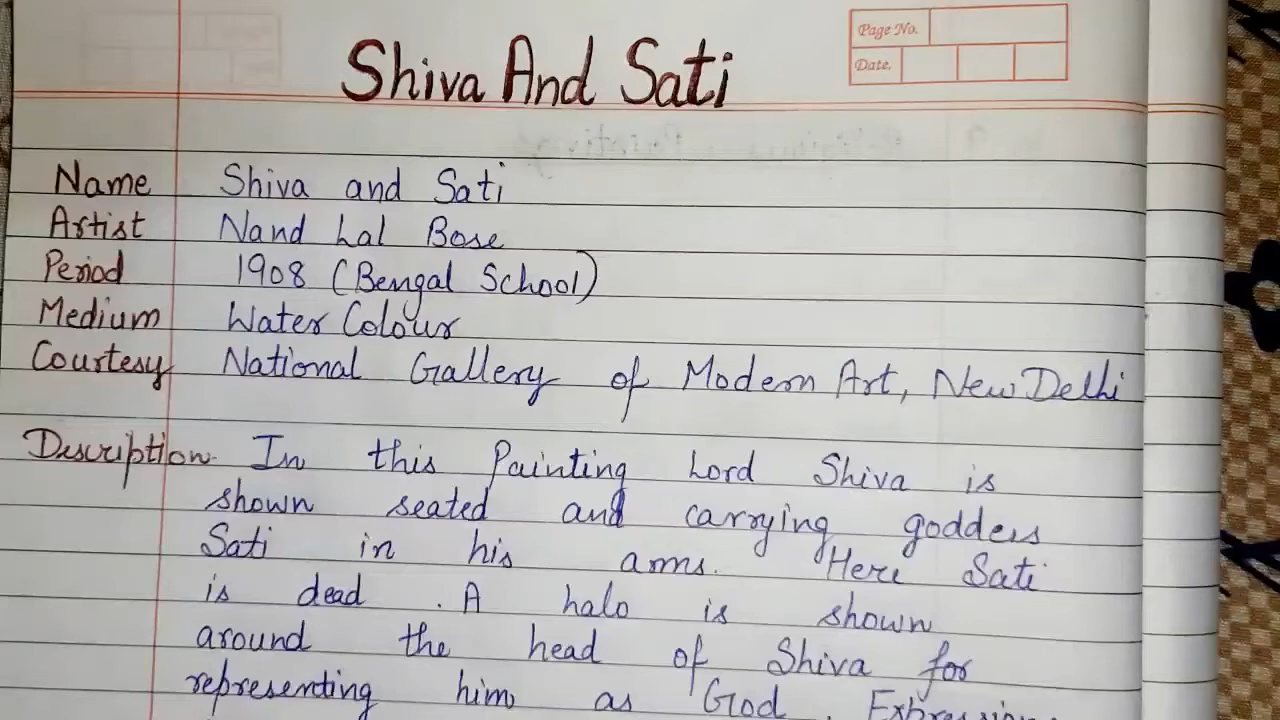 Page No.
Date.
Shiva And Sati
Name Shiva and Sati
Artist Nand Lal Bose
Period 1908 (Bengal School)
Medium Water Colour
Courtesy National Gallery of Modern Art, New Delhi
Description. In this Painting Lord Shiva is
shown seated and carrying goddess
Sati in his arms. Here Sati
is dead. A halo is shown
around the head of Shiva for
representing him as God.